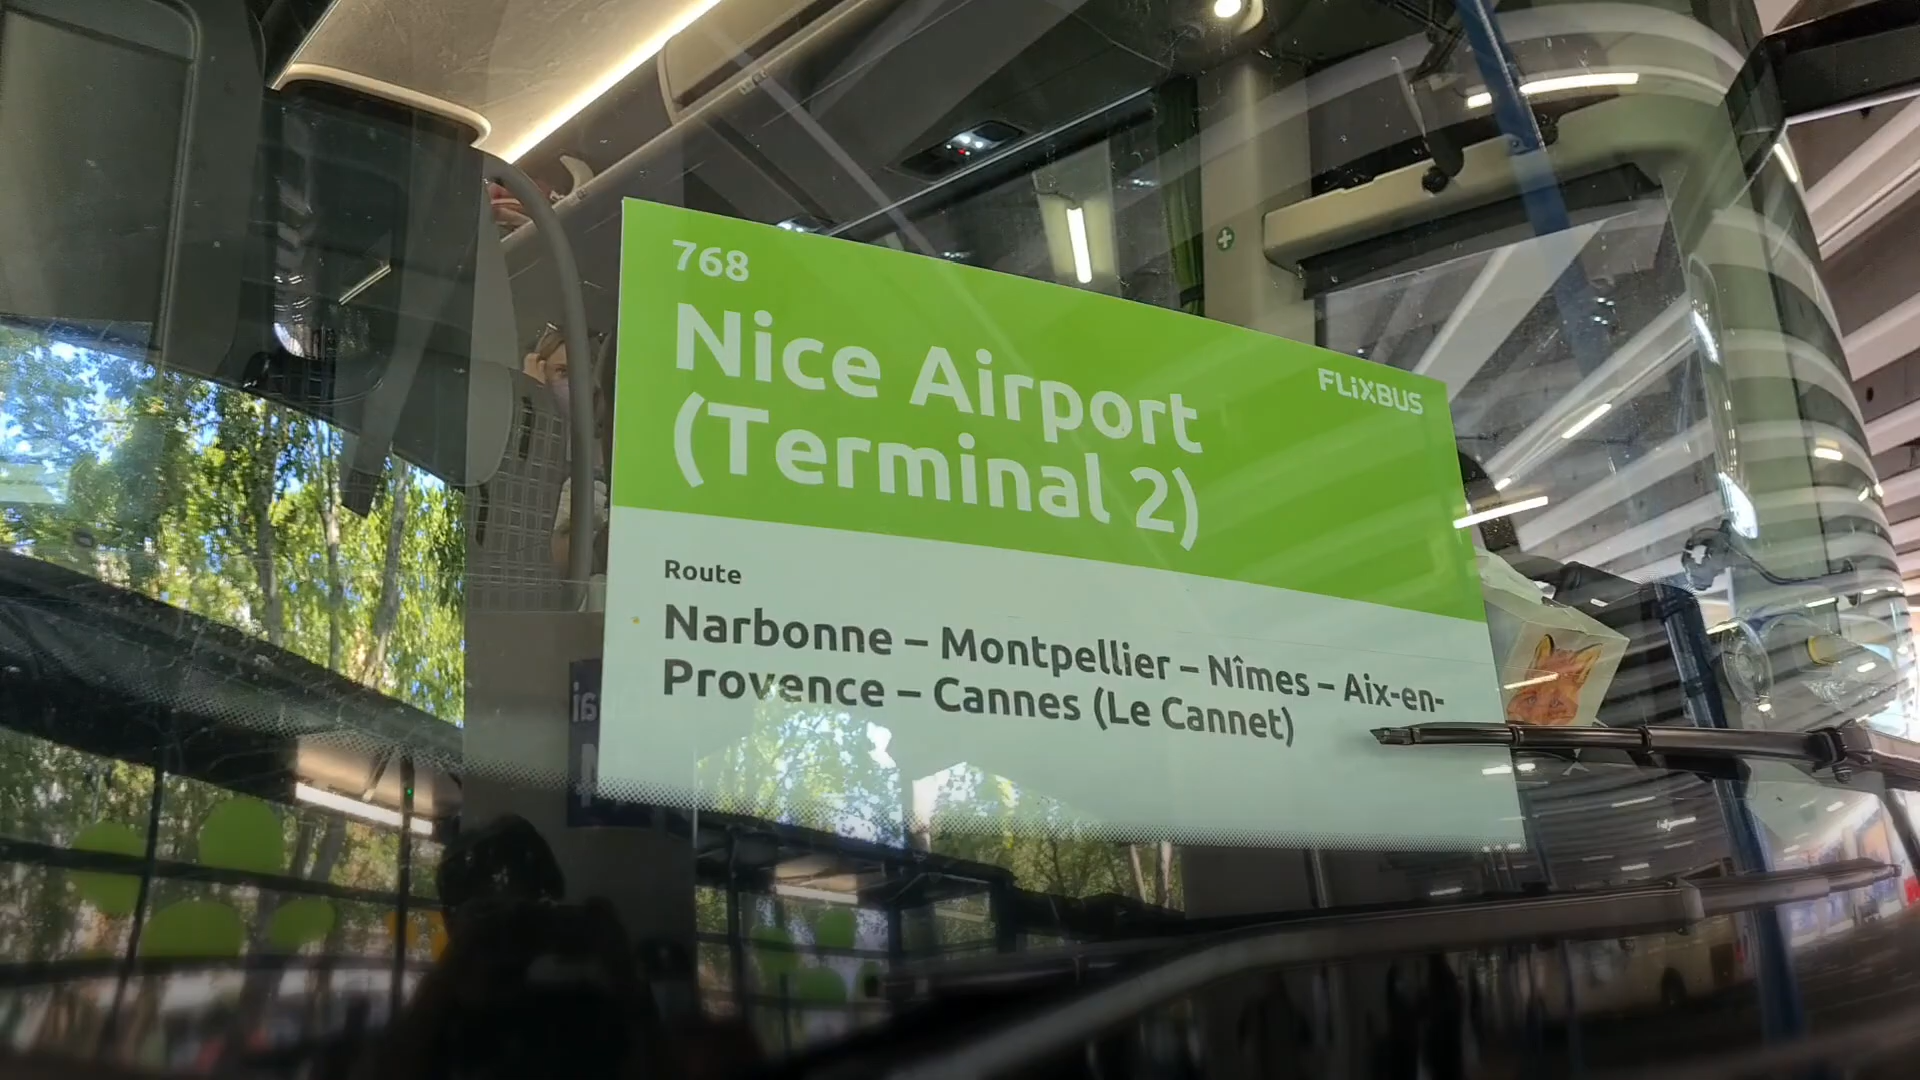 768
Nice Airport
(Terminal 2)
FLiXBUS
Route
Narbonne – Montpellier – Nîmes – Aix-en-
Provence – Cannes (Le Cannet)